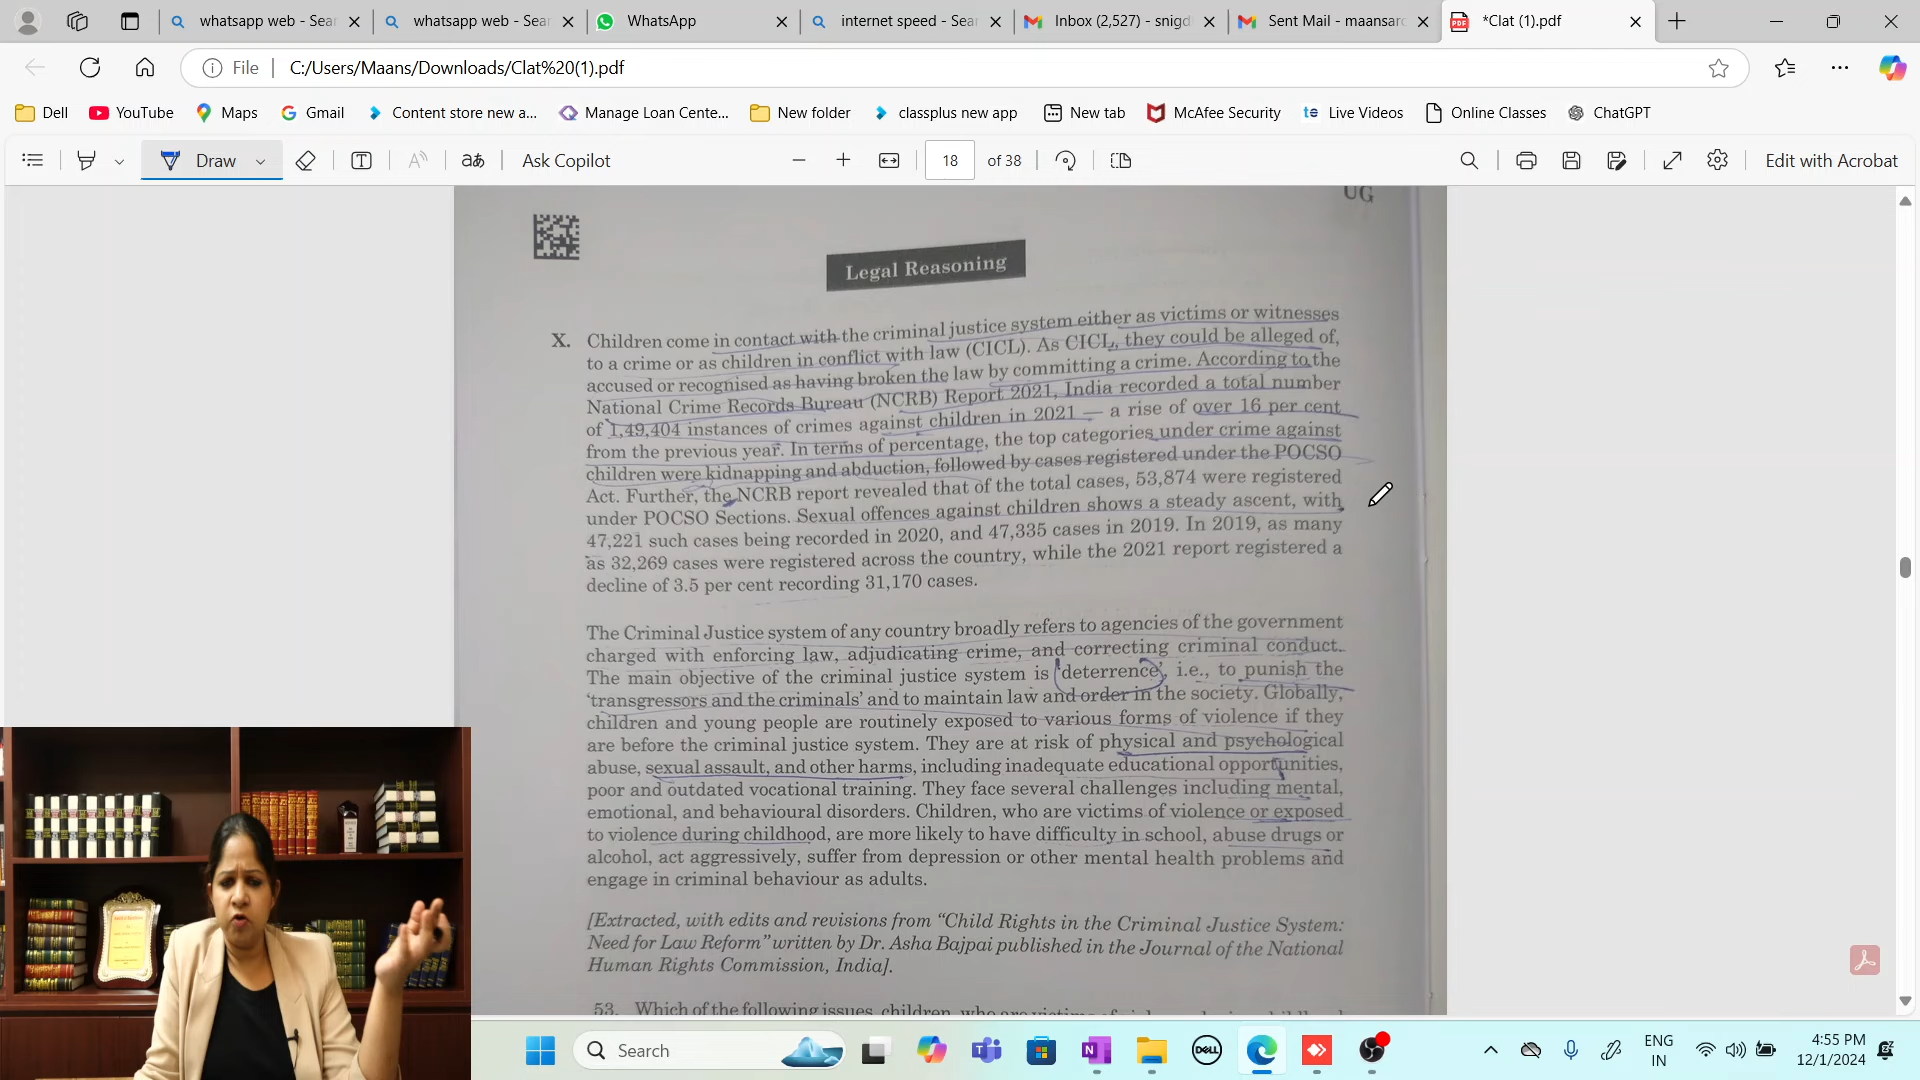 whatsapp web - Sear
whatsapp web - Sear
WhatsApp
internet speed - Sear
Inbox (2,527) - snigd
Sent Mail - maansarc
*Clat (1).pdf
File
C:/Users/Maans/Downloads/Clat%20(1).pdf
Dell
YouTube
Maps
Gmail
Content store new a...
Manage Loan Cente...
New folder
classplus new app
New tab
McAfee Security
Live Videos
Online Classes
ChatGPT
Draw
Ask Copilot
18
of 38
Edit with Acrobat
UG
Legal Reasoning
X. Children come in contact with the criminal justice system either as victims or witnesses
to a crime or as children in conflict with law (CICL). As CICL, they could be alleged of,
accused or recognised as having broken the law by committing a crime. According to the
National Crime Records Bureau (NCRB) Report 2021, India recorded a total number
of 1,49,404 instances of crimes against children in 2021 — a rise of over 16 per cent
from the previous year. In terms of percentage, the top categories under crime against
children were kidnapping and abduction, followed by cases registered under the POCSO
Act. Further, the NCRB report revealed that of the total cases, 53,874 were registered
under POCSO Sections. Sexual offences against children shows a steady ascent, with
47,221 such cases being recorded in 2020, and 47,335 cases in 2019. In 2019, as many
as 32,269 cases were registered across the country, while the 2021 report registered a
decline of 3.5 per cent recording 31,170 cases.
The Criminal Justice system of any country broadly refers to agencies of the government
charged with enforcing law, adjudicating crime, and correcting criminal conduct.
The main objective of the criminal justice system is 'deterrence', i.e., to punish the
'transgressors and the criminals' and to maintain law and order in the society. Globally,
children and young people are routinely exposed to various forms of violence if they
are before the criminal justice system. They are at risk of physical and psychological
abuse, sexual assault, and other harms, including inadequate educational opportunities,
poor and outdated vocational training. They face several challenges including mental,
emotional, and behavioural disorders. Children, who are victims of violence or exposed
to violence during childhood, are more likely to have difficulty in school, abuse drugs or
alcohol, act aggressively, suffer from depression or other mental health problems and
engage in criminal behaviour as adults.
[Extracted, with edits and revisions from "Child Rights in the Criminal Justice System:
Need for Law Reform" written by Dr. Asha Bajpai published in the Journal of the National
Human Rights Commission, India].
53. Which of the following issues, children, who are victims of violence during childhood
Search
DELL
ENG
IN
4:55 PM
12/1/2024